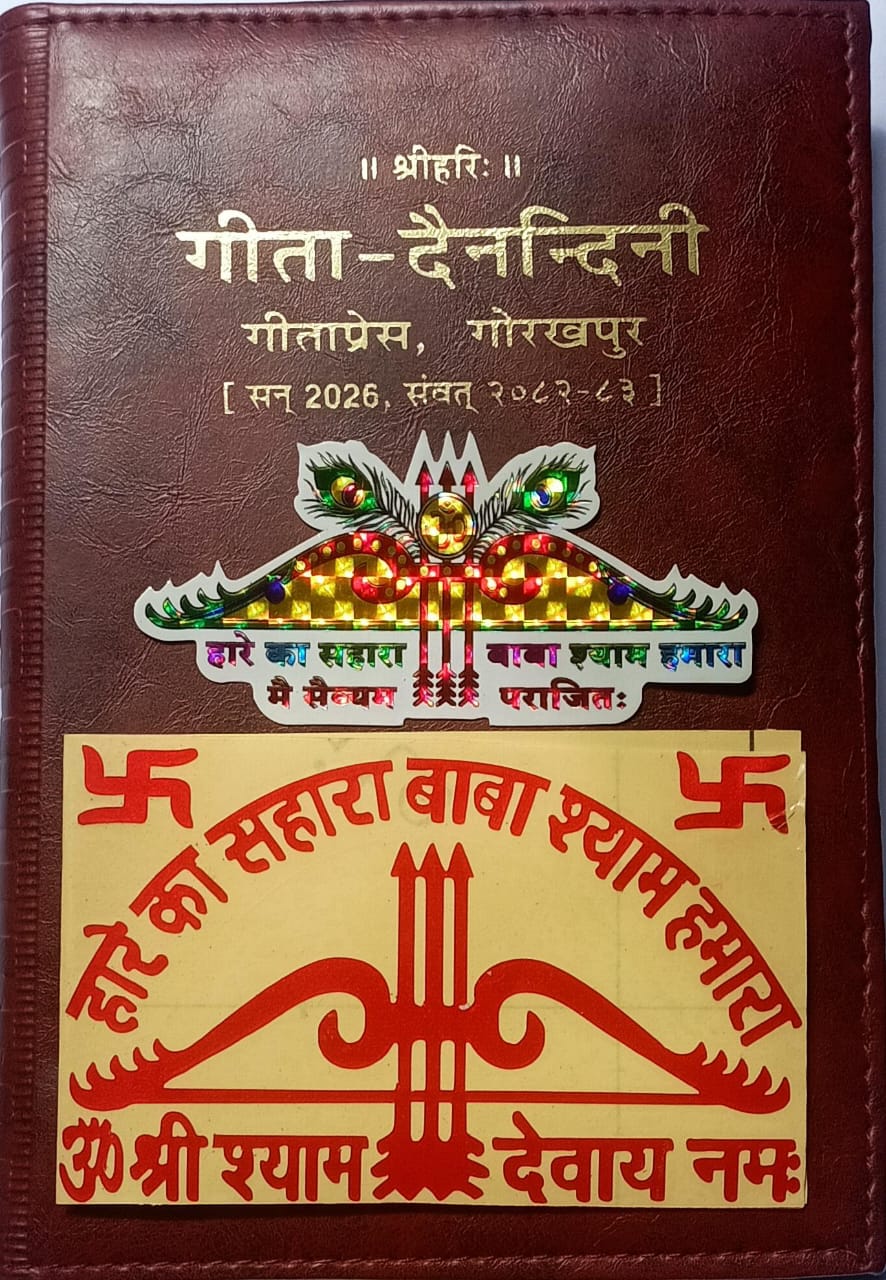 ॥ श्रीहरिः ॥
गीता-दैनन्दिनी
गीताप्रेस, गोरखपुर
[ सन् 2026, संवत् २०८२-८३ ]
ॐ
हारे का सहारा बाबा श्याम हमारा
मै सैव्यम पराजितः
हारे का सहारा बाबा श्याम हमारा
ॐ श्री श्याम देवाय नमः